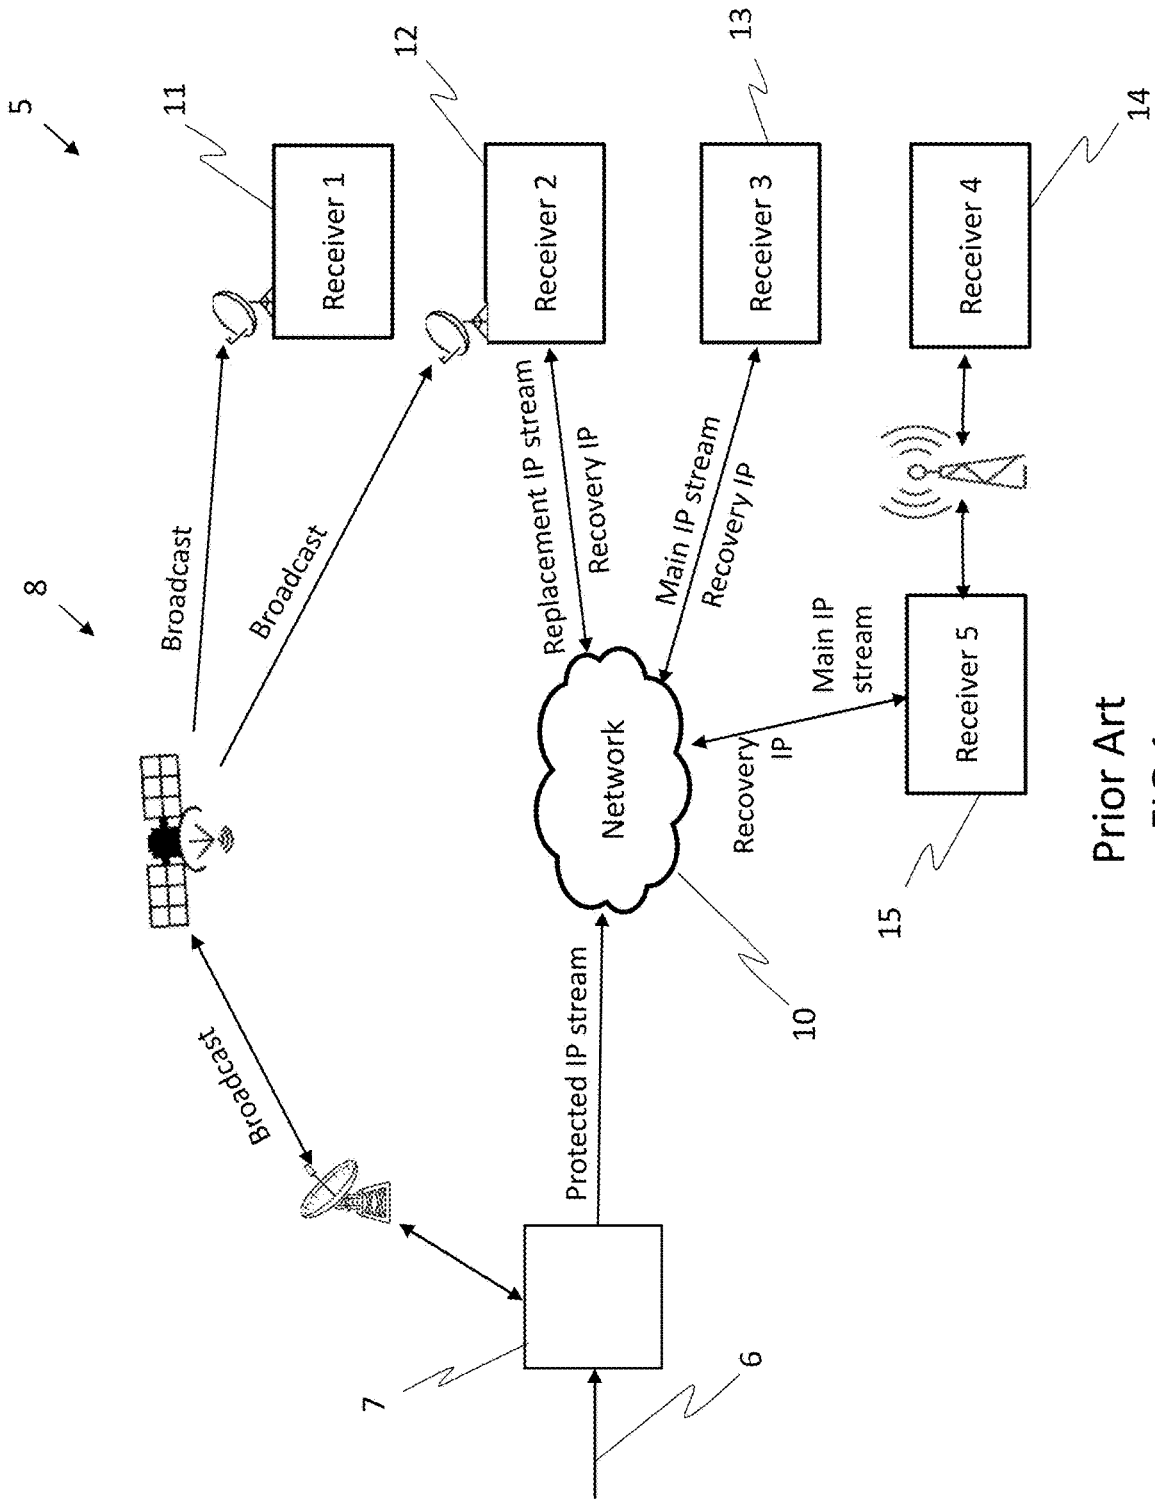 5
8
Broadcast
Broadcast
Broadcast
11
Receiver 1
12
Receiver 2
Replacement IP stream
Recovery IP
13
Receiver 3
Main IP stream
Recovery IP
14
Receiver 4
Network
10
Protected IP stream
7
6
Recovery
IP
Main IP
stream
Receiver 5
15
Prior Art